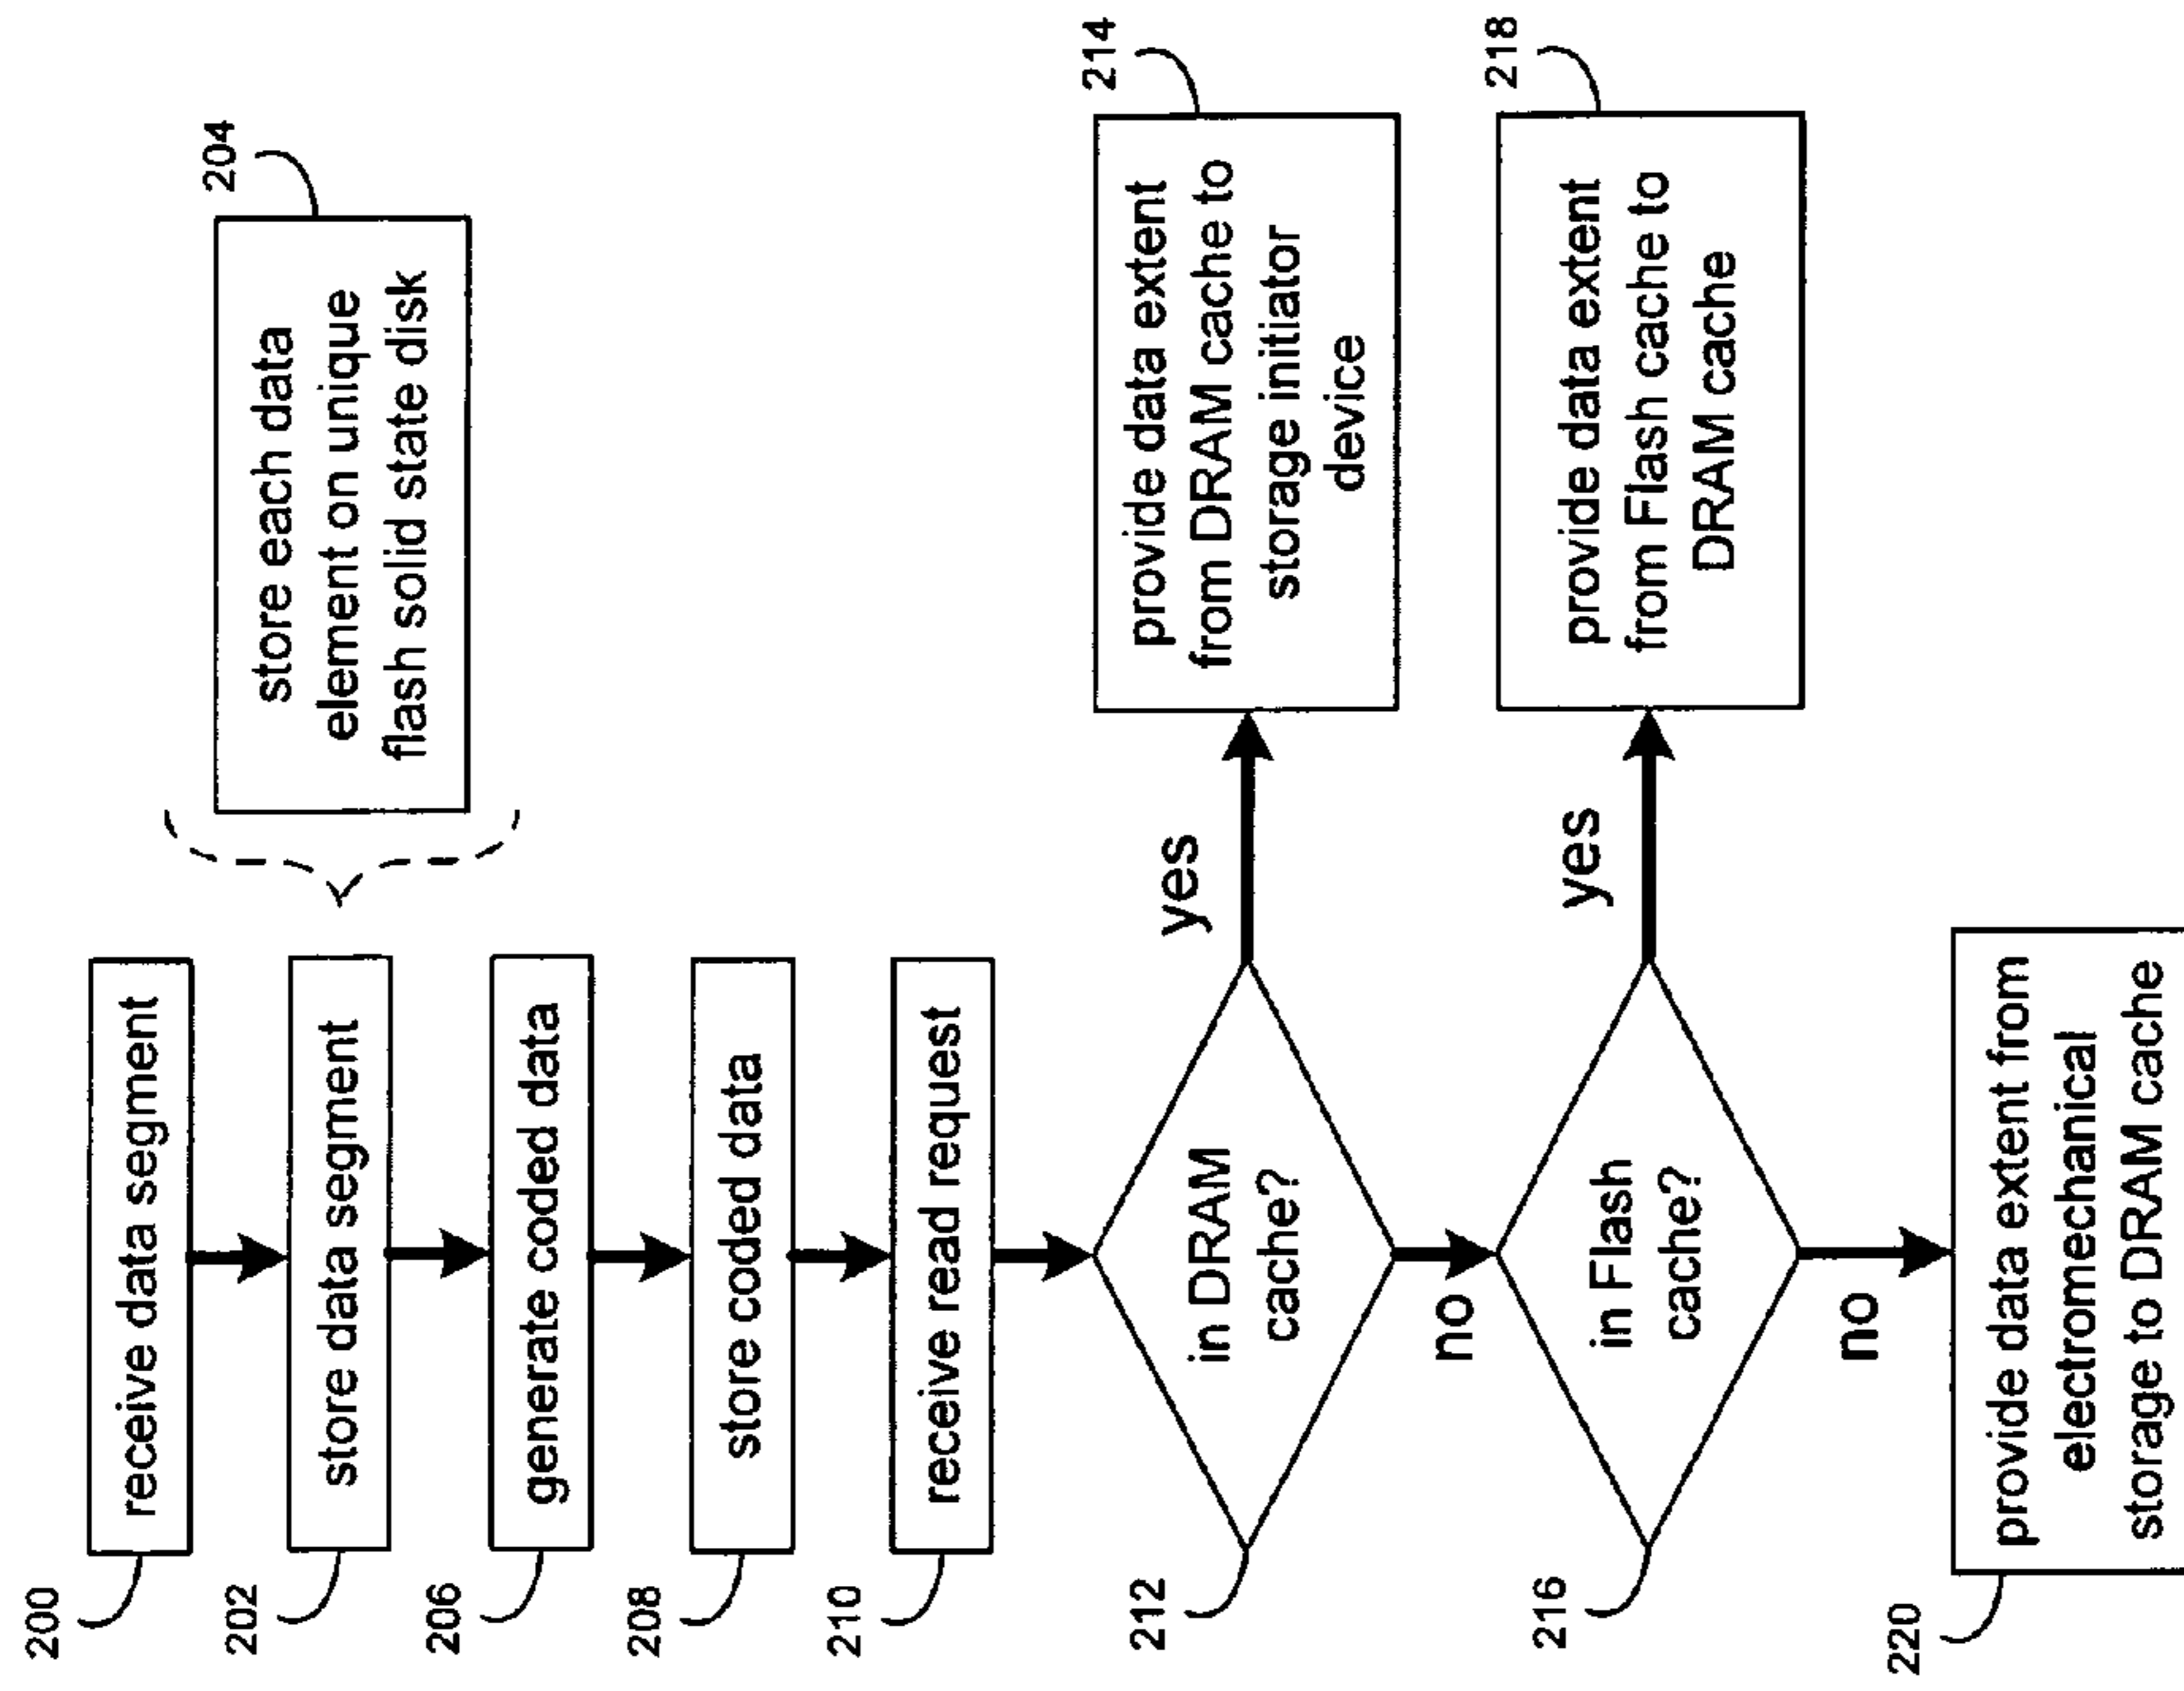 200
receive data segment
202
store data segment
204
store each data
element on unique
flash solid state disk
206
generate coded data
208
store coded data
210
receive read request
212
in DRAM
cache?
yes
214
provide data extent
from DRAM cache to
storage initiator
device
no
216
in Flash
cache?
yes
218
provide data extent
from Flash cache to
DRAM cache
no
220
provide data extent from
electromechanical
storage to DRAM cache